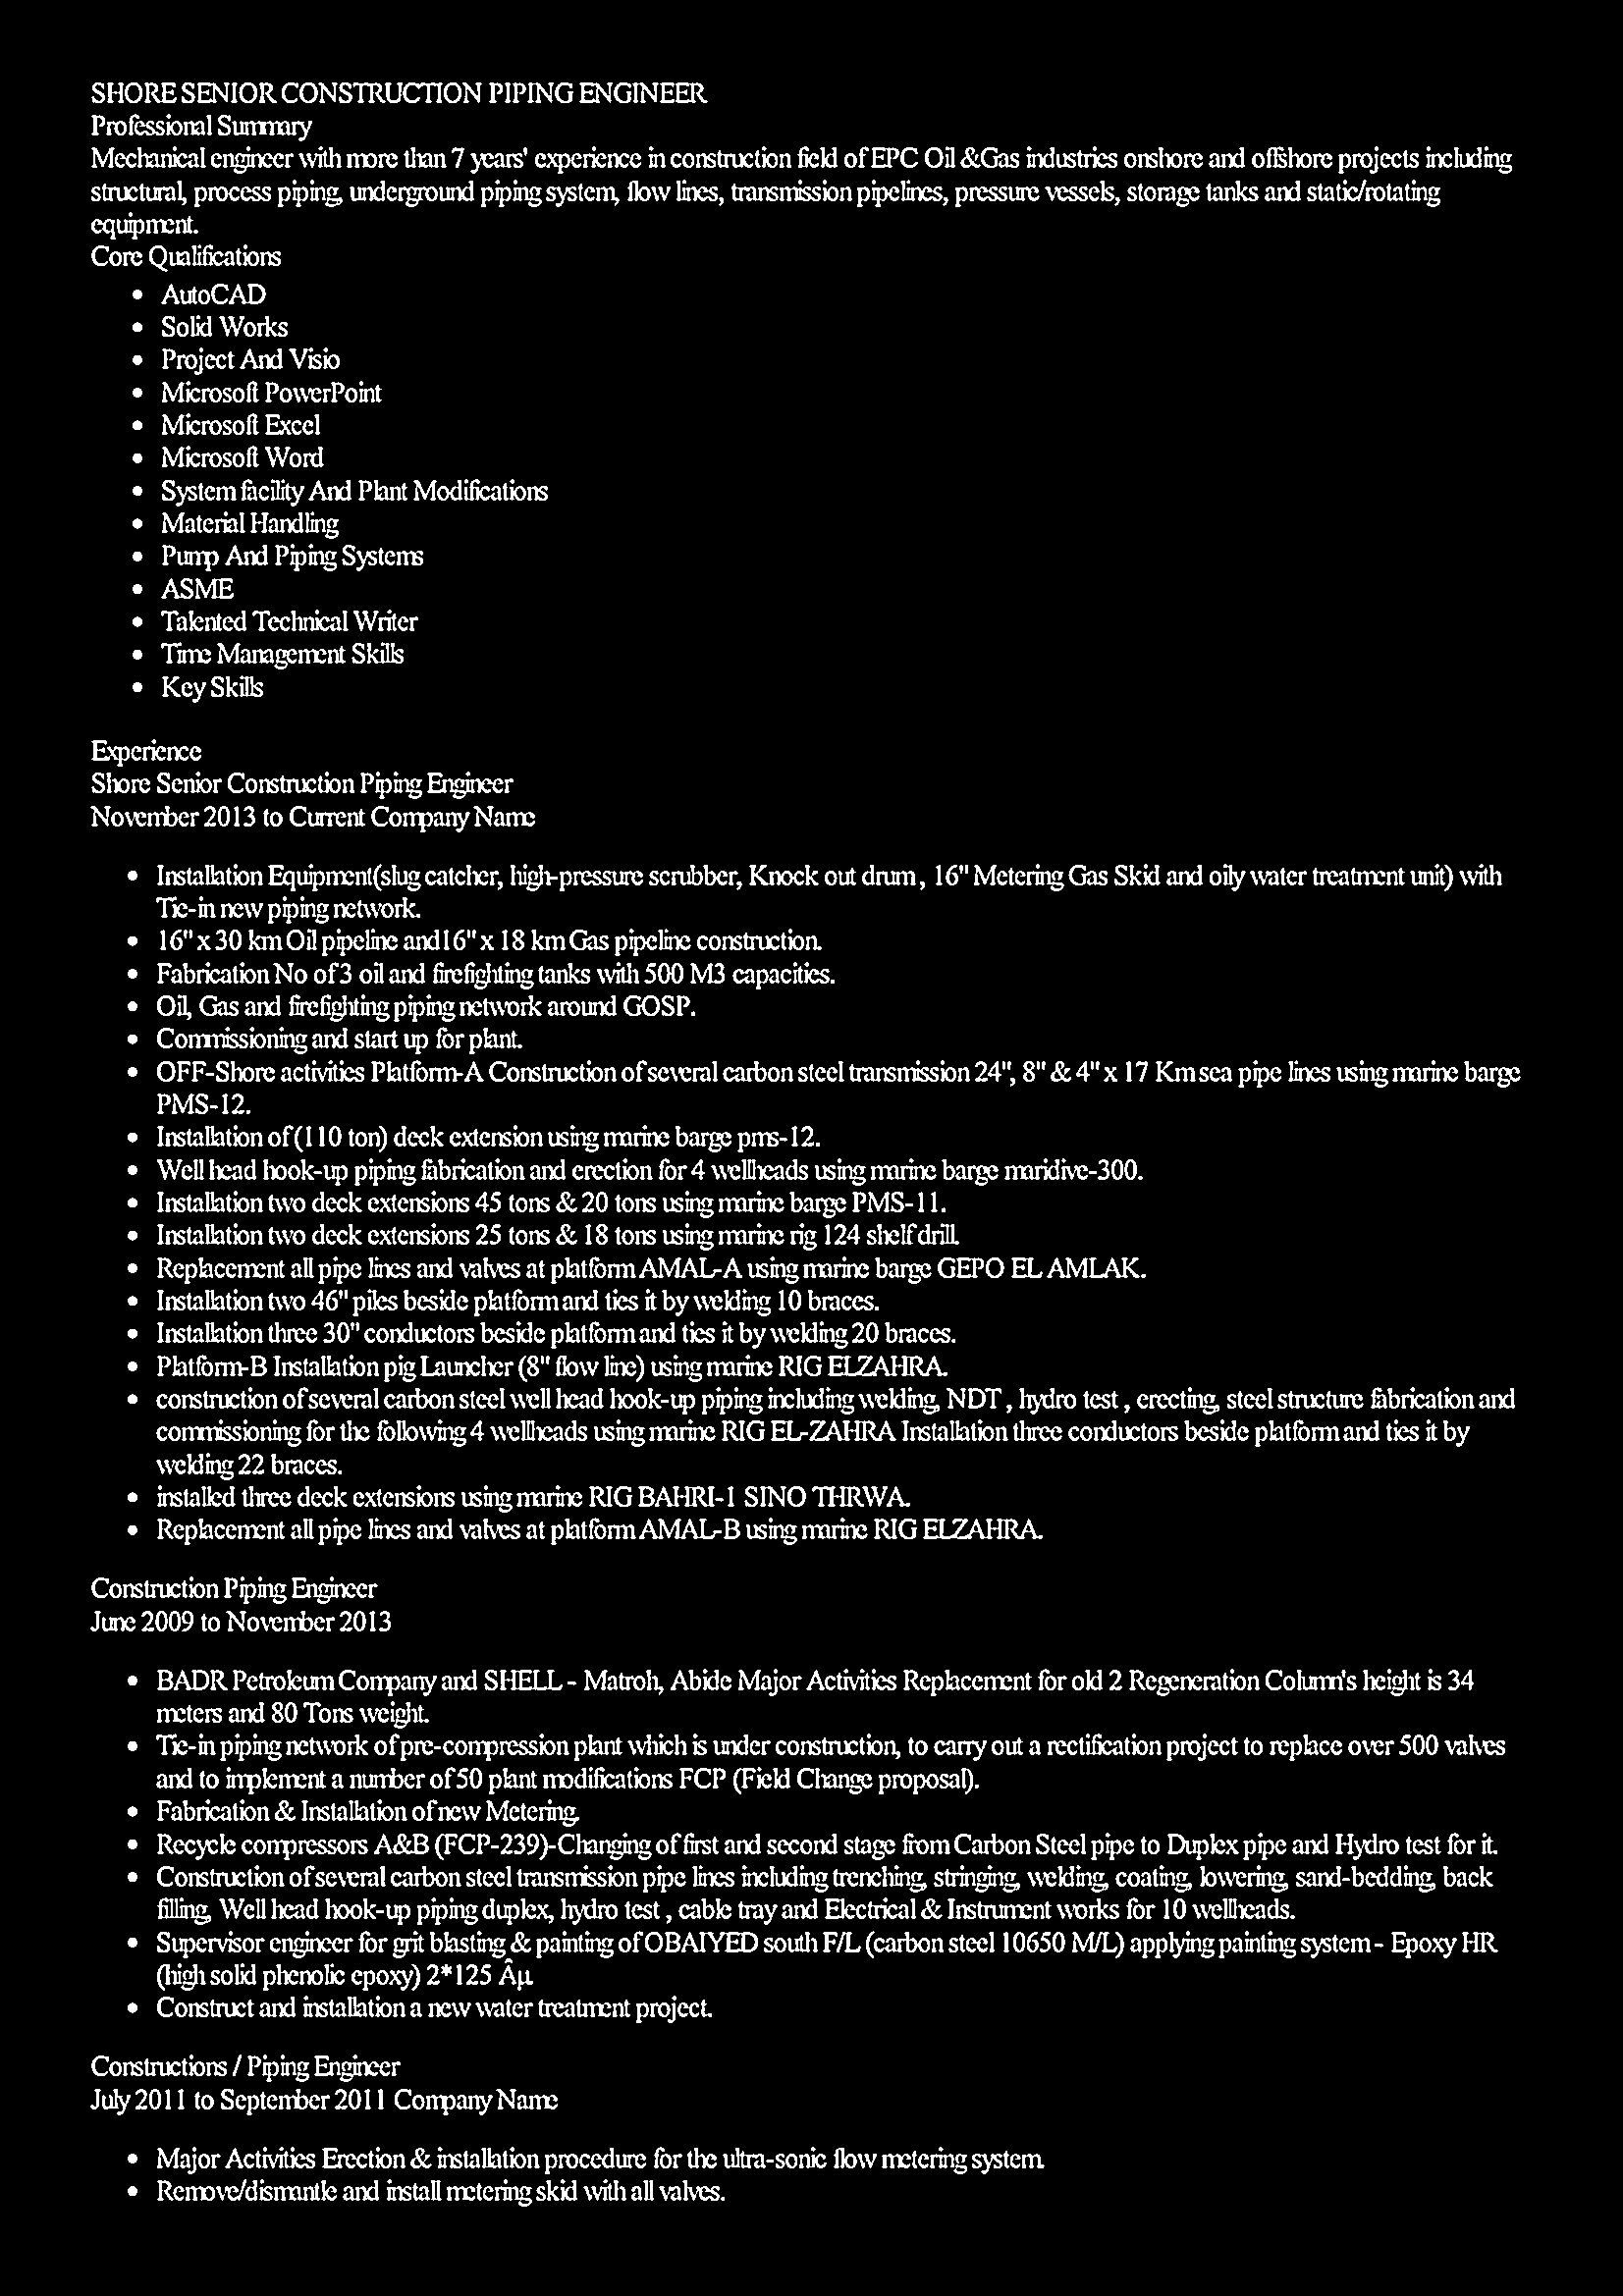 SHORE SENIOR CONSTRUCTION PIPING ENGINEER
Professional Summary
Mechanical engineer with more than 7 years' experience in construction field of EPC Oil &Gas industries onshore and offshore projects including
structural, process piping, underground piping system, flow lines, transmission pipelines, pressure vessels, storage tanks and static/rotating
equipment.
Core Qualifications
• AutoCAD
• Solid Works
• Project And Visio
• Microsoft PowerPoint
• Microsoft Excel
• Microsoft Word
• System facility And Plant Modifications
• Material Handling
• Pump And Piping Systems
• ASME
• Talented Technical Writer
• Time Management Skills
• Key Skills
Experience
Shore Senior Construction Piping Engineer
November 2013 to Current Company Name
• Installation Equipment(slug catcher, high-pressure scrubber, Knock out drum , 16" Metering Gas Skid and oily water treatment unit) with
Tie-in new piping network.
• 16" x 30 km Oil pipeline and16" x 18 km Gas pipeline construction.
• Fabrication No of 3 oil and firefighting tanks with 500 M3 capacities.
• Oil, Gas and firefighting piping network around GOSP.
• Commissioning and start up for plant.
• OFF-Shore activities Platform-A Construction of several carbon steel transmission 24", 8" & 4" x 17 Km sea pipe lines using marine barge
PMS-12.
• Installation of (110 ton) deck extension using marine barge pms-12.
• Well head hook-up piping fabrication and erection for 4 wellheads using marine barge maridive-300.
• Installation two deck extensions 45 tons & 20 tons using marine barge PMS-11.
• Installation two deck extensions 25 tons & 18 tons using marine rig 124 shelf drill.
• Replacement all pipe lines and valves at platform AMAL-A using marine barge GEPO EL AMLAK.
• Installation two 46" piles beside platform and ties it by welding 10 braces.
• Installation three 30" conductors beside platform and ties it by welding 20 braces.
• Platform-B Installation pig Launcher (8" flow line) using marine RIG ELZAHRA.
• construction of several carbon steel well head hook-up piping including welding, NDT , hydro test , erecting, steel structure fabrication and
commissioning for the following 4 wellheads using marine RIG EL-ZAHRA Installation three conductors beside platform and ties it by
welding 22 braces.
• installed three deck extensions using marine RIG BAHRI-1 SINO THRWA.
• Replacement all pipe lines and valves at platform AMAL-B using marine RIG ELZAHRA.
Construction Piping Engineer
June 2009 to November 2013
• BADR Petroleum Company and SHELL - Matroh, Abide Major Activities Replacement for old 2 Regeneration Column's height is 34
meters and 80 Tons weight.
• Tie-in piping network of pre-compression plant which is under construction, to carry out a rectification project to replace over 500 valves
and to implement a number of 50 plant modifications FCP (Field Change proposal).
• Fabrication & Installation of new Metering.
• Recycle compressors A&B (FCP-239)-Changing of first and second stage from Carbon Steel pipe to Duplex pipe and Hydro test for it.
• Construction of several carbon steel transmission pipe lines including trenching, stringing, welding, coating, lowering, sand-bedding, back
filling, Well head hook-up piping duplex, hydro test , cable tray and Electrical & Instrument works for 10 wellheads.
• Supervisor engineer for grit blasting & painting of OBAIYED south F/L (carbon steel 10650 M/L) applying painting system - Epoxy HR
(high solid phenolic epoxy) 2*125 Âµ.
• Construct and installation a new water treatment project.
Constructions / Piping Engineer
July 2011 to September 2011 Company Name
• Major Activities Erection & installation procedure for the ultra-sonic flow metering system.
• Remove/dismantle and install metering skid with all valves.